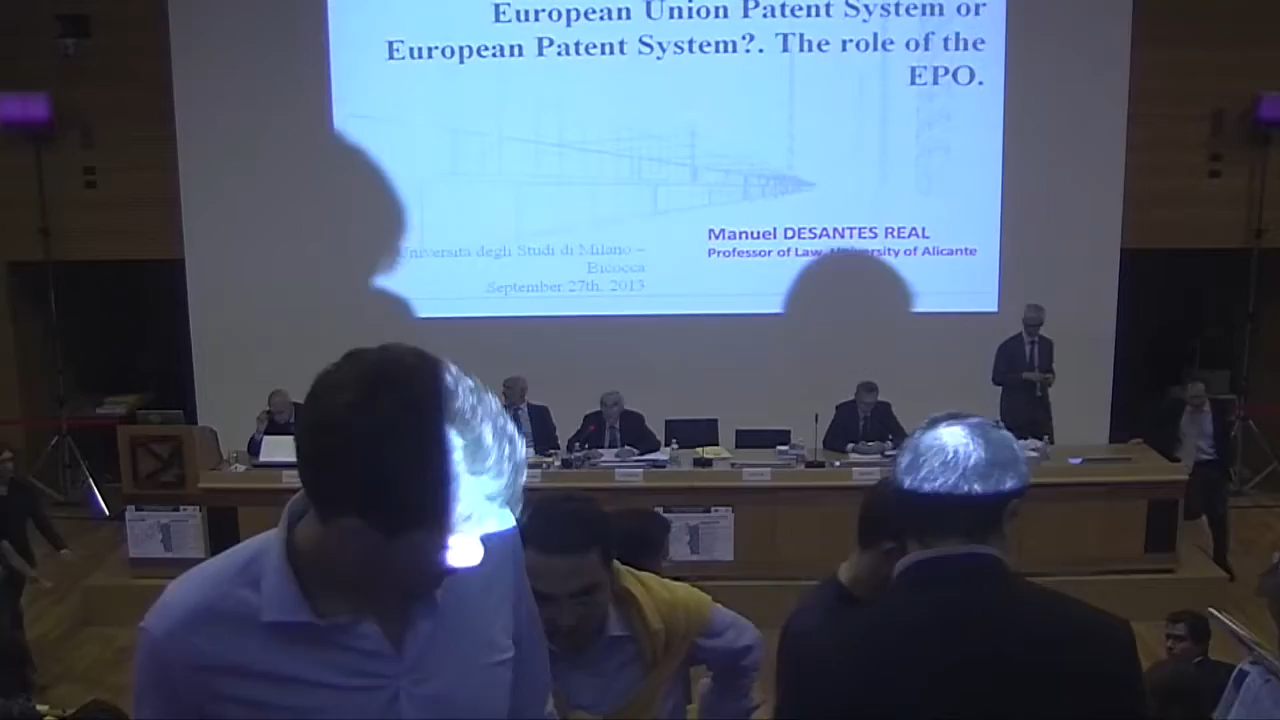 European Union Patent System or
European Patent System?. The role of the
EPO.
Manuel DESANTES REAL
Professor of Law, University of Alicante
Universita degli Studi di Milano –
Bicocca
September 27th, 2013